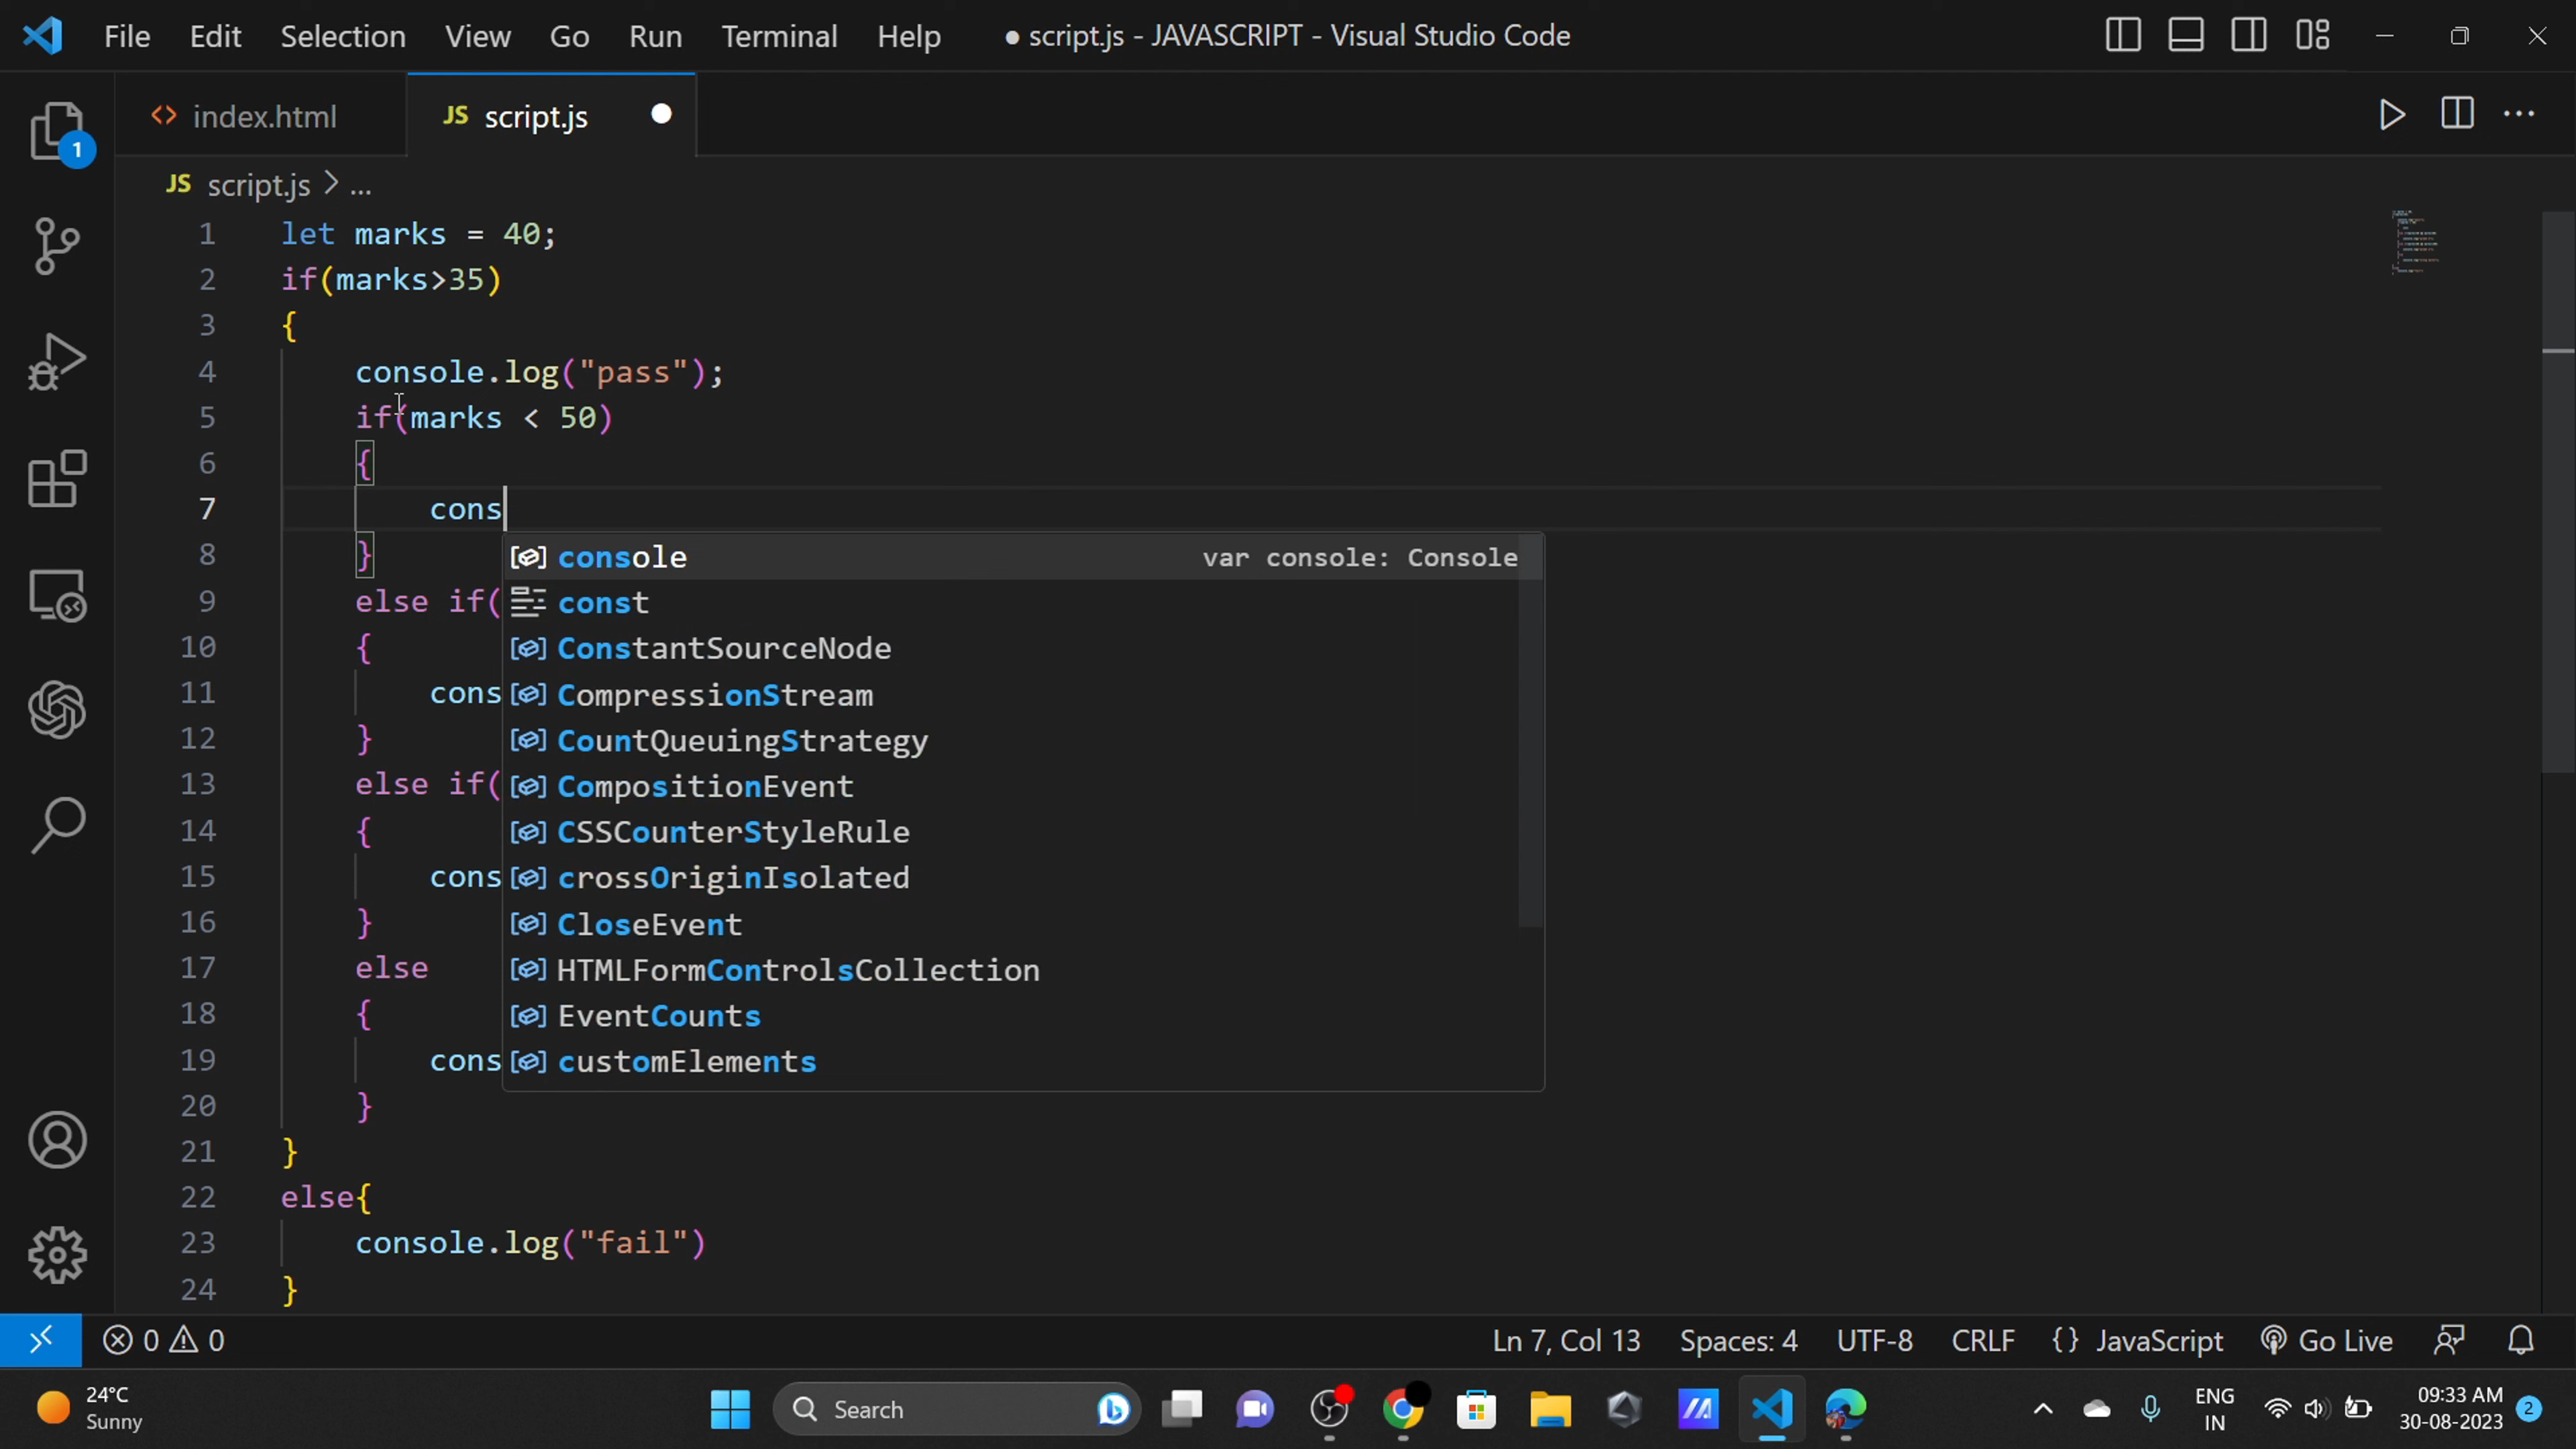 File Edit Selection View Go Run Terminal Help ● script.js - JAVASCRIPT - Visual Studio Code
<> index.html JS script.js
JS script.js > ...
1 let marks = 40;
2 if(marks>35)
3 {
4 console.log("pass");
5 if(marks < 50)
6 {
7 cons
8 }
console var console: Console
9 else if(
const
10 {
ConstantSourceNode
11 cons
CompressionStream
12 }
CountQueuingStrategy
13 else if(
CompositionEvent
14 {
CSSCounterStyleRule
15 cons
crossOriginIsolated
16 }
CloseEvent
17 else
HTMLFormControlsCollection
18 {
EventCounts
19 cons
customElements
20 }
21 }
22 else{
23 console.log("fail")
24 }
1
0 0 Ln 7, Col 13 Spaces: 4 UTF-8 CRLF {} JavaScript Go Live
24°C
Sunny
Search
ENG
IN
09:33 AM
30-08-2023
2